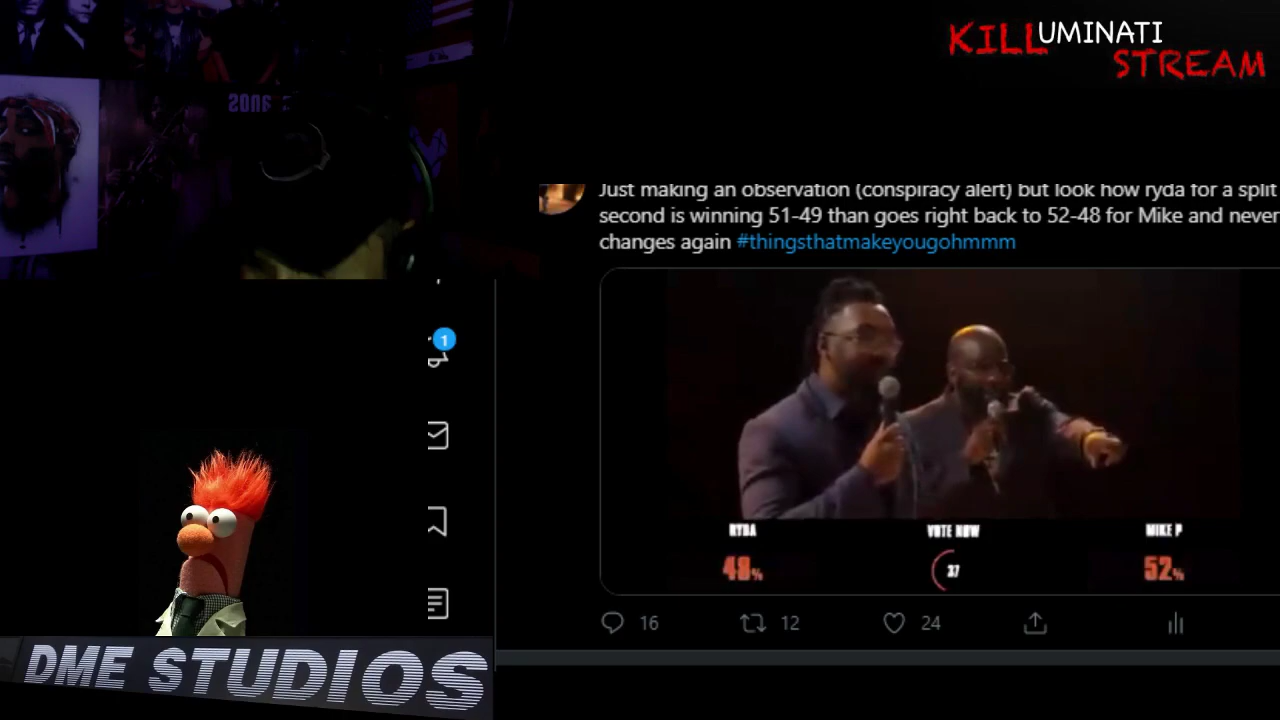 KILLUMINATI
STREAM
Just making an observation (conspiracy alert) but look how ryda for a split
second is winning 51-49 than goes right back to 52-48 for Mike and never
changes again #thingsthatmakeyougohmmm
1
RYDA VOTE NOW MIKE P
48% 37 52%
16 12 24
DME STUDIOS